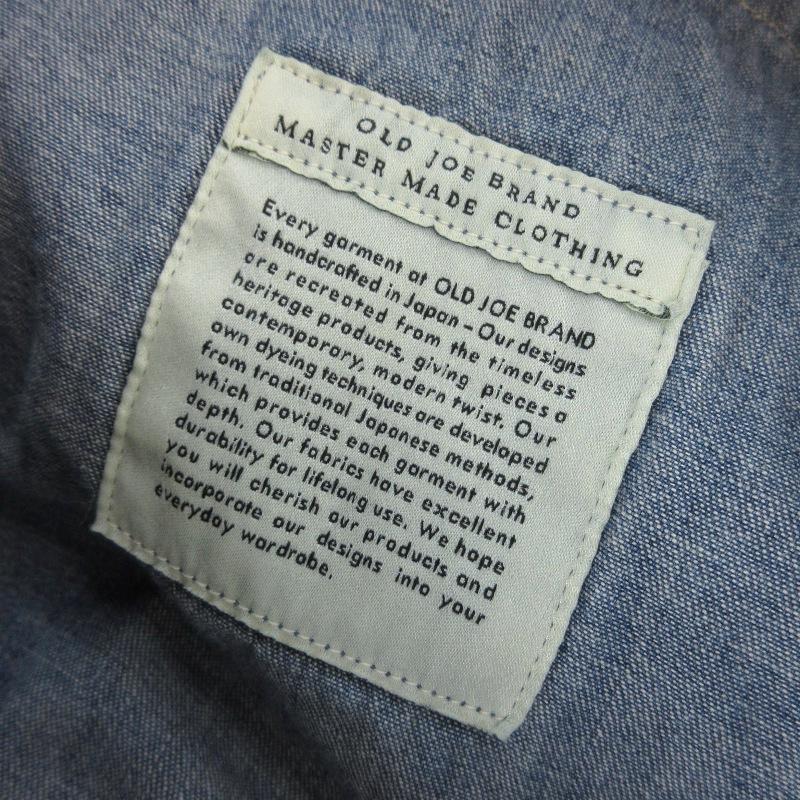 OLD JOE BRAND
MASTER MADE CLOTHING
Every garment at OLD JOE BRAND
is handcrafted in Japan – Our designs
are recreated from the timeless
heritage products, giving pieces a
contemporary, modern twist. Our
own dyeing techniques are developed
from traditional Japanese methods,
which provides each garment with
depth. Our fabrics have excellent
durability for lifelong use. We hope
you will cherish our products and
incorporate our designs into your
everyday wardrobe.